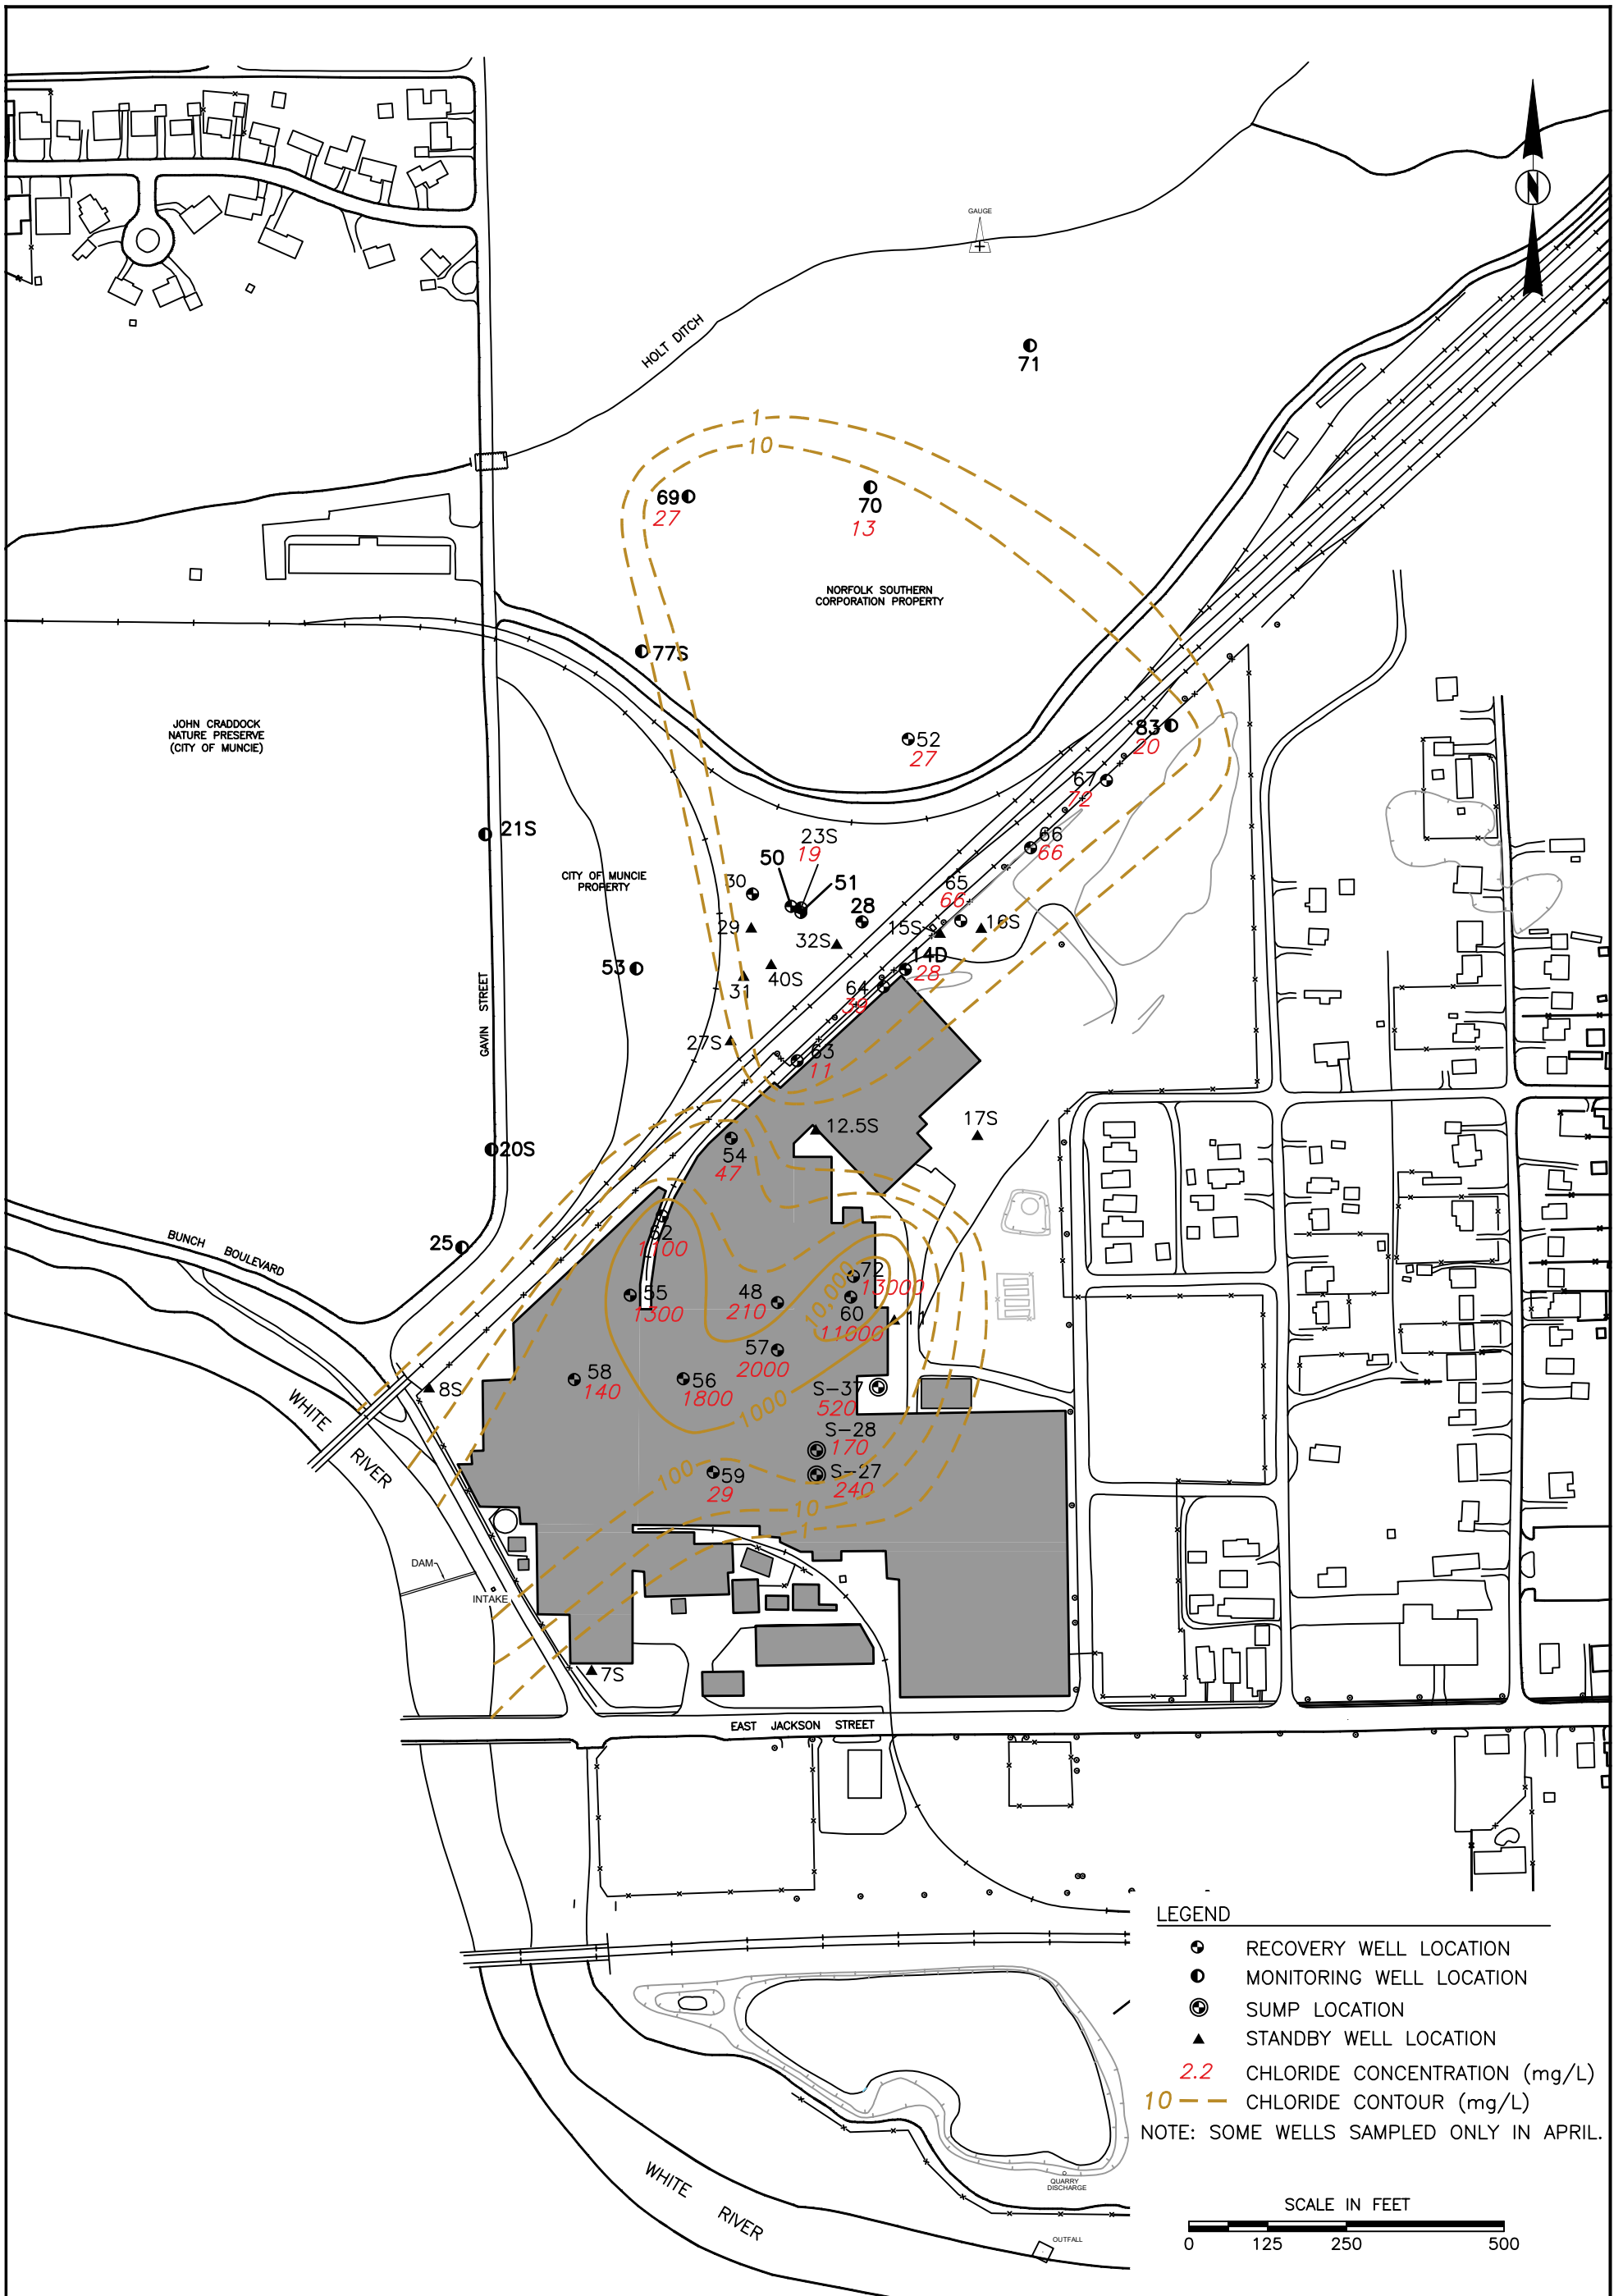 GAUGE
HOLT DITCH
71
1
10
69
27
70
13
NORFOLK SOUTHERN
CORPORATION PROPERTY
77S
JOHN CRADDOCK
NATURE PRESERVE
(CITY OF MUNCIE)
52
27
83
20
67
72
21S
23S
19
66
66
50
51
30
CITY OF MUNCIE
PROPERTY
65
66
28
29
32S
15S
16S
14D
28
53
40S
31
64
39
GAVIN STREET
27S
63
11
12.5S
17S
20S
54
47
62
1100
BUNCH BOULEVARD
25
72
13000
10,000
55
1300
48
210
60
11000
11
57
2000
58
140
56
1800
S-37
520
8S
1000
WHITE
RIVER
S-28
170
100
59
29
S-27
240
10
1
DAM
INTAKE
7S
EAST JACKSON STREET
LEGEND
RECOVERY WELL LOCATION
MONITORING WELL LOCATION
SUMP LOCATION
STANDBY WELL LOCATION
2.2 CHLORIDE CONCENTRATION (mg/L)
10 CHLORIDE CONTOUR (mg/L)
NOTE: SOME WELLS SAMPLED ONLY IN APRIL.
WHITE
RIVER
QUARRY
DISCHARGE
OUTFALL
SCALE IN FEET
0 125 250 500